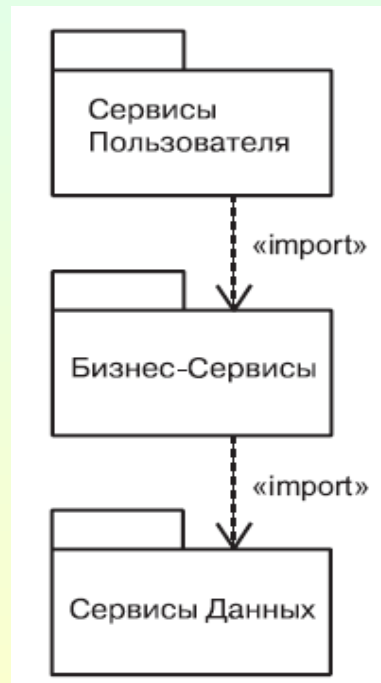 Сервисы
Пользователя
«import»
Бизнес-Сервисы
«import»
Сервисы Данных